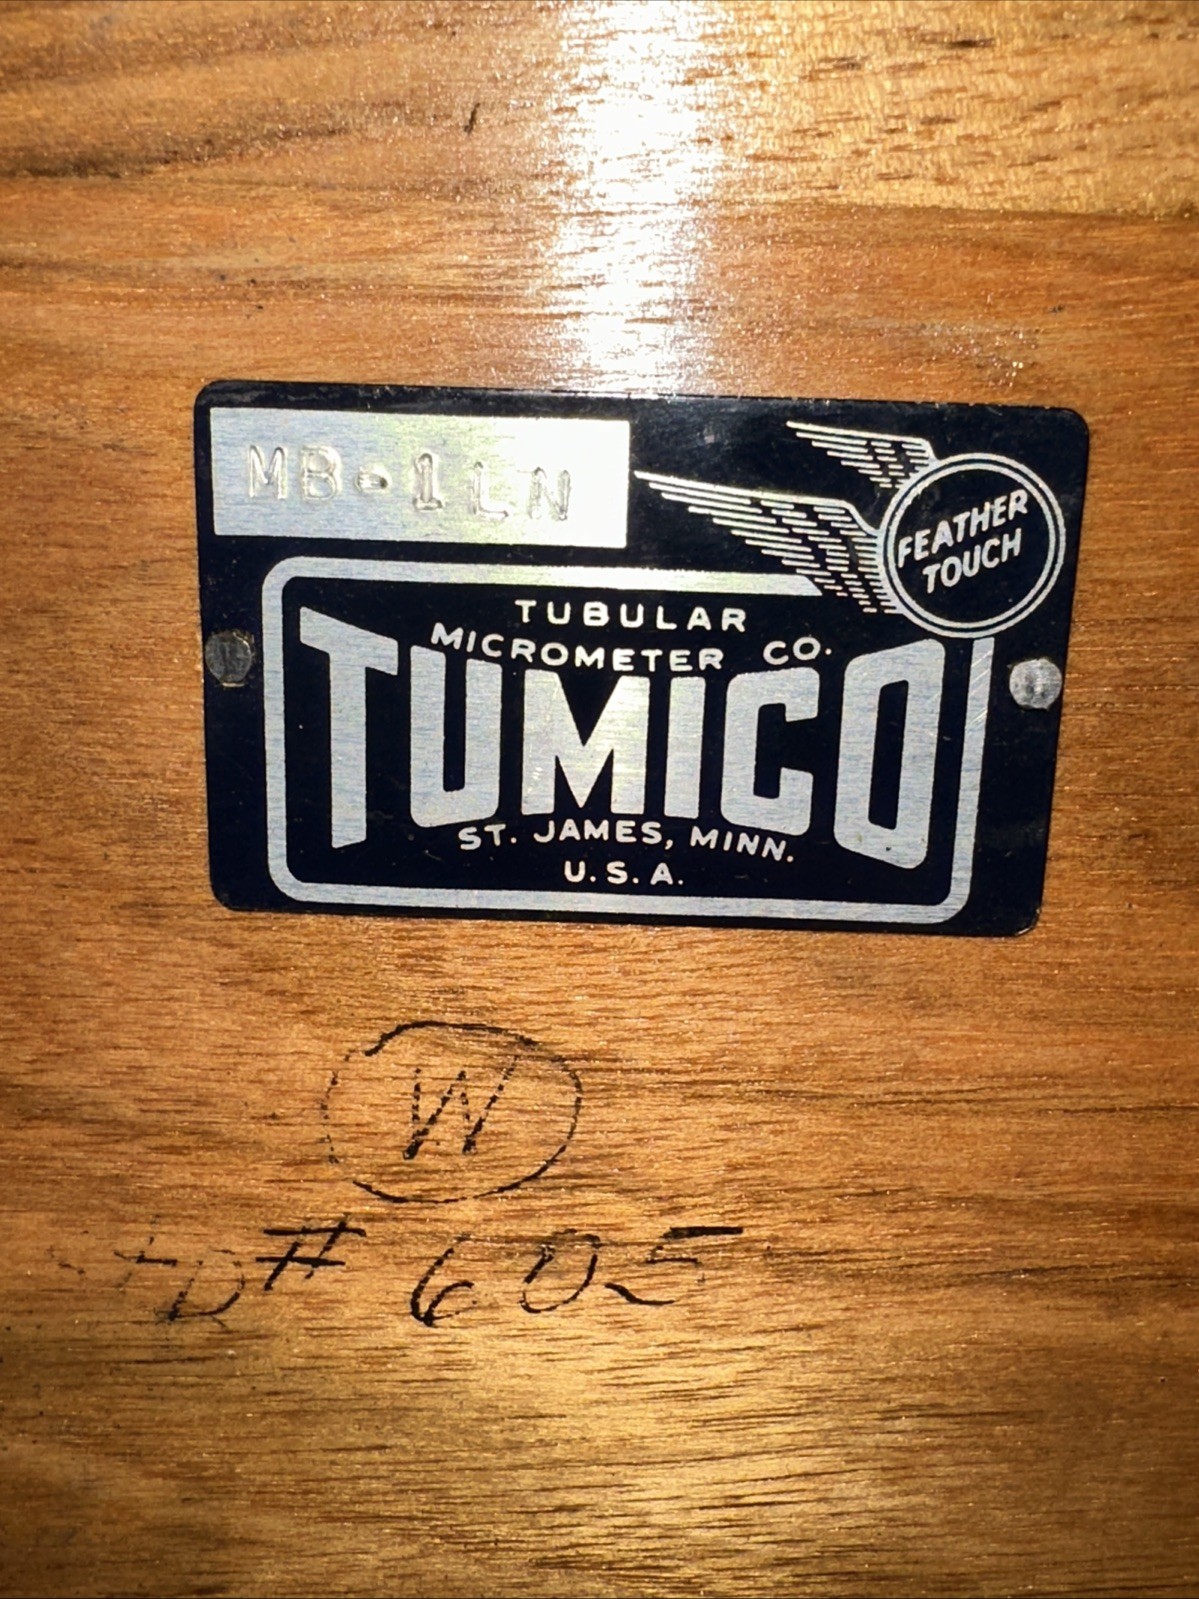 MB-1LN
FEATHER
TOUCH
TUBULAR
MICROMETER CO.
TUMICO
ST. JAMES, MINN.
U.S.A.
W
# 605